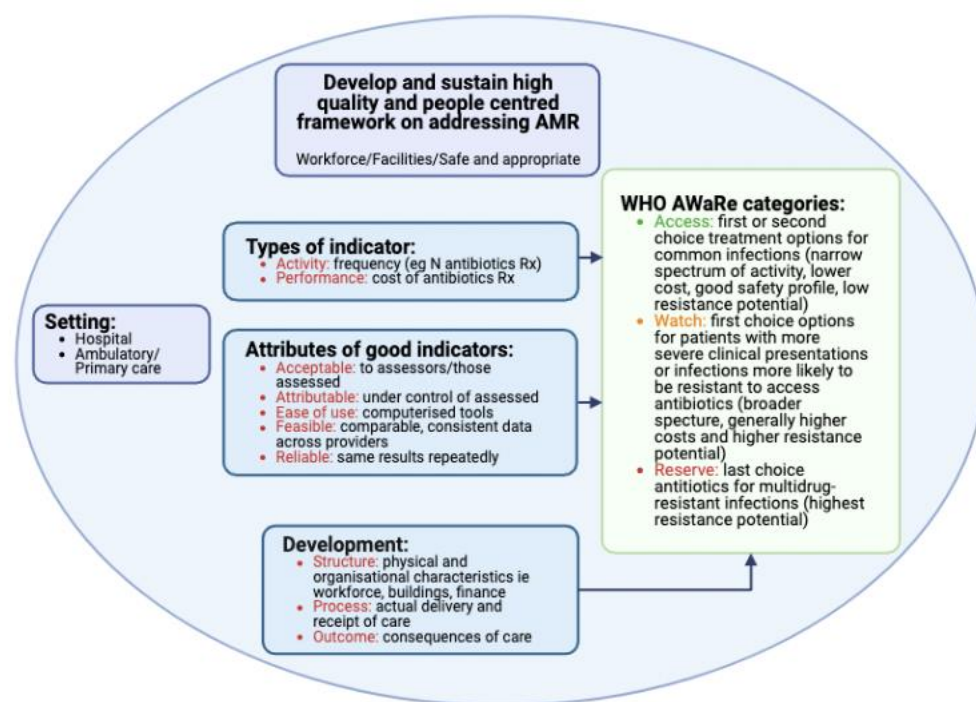 Develop and sustain high
quality and people centred
framework on addressing AMR
Workforce/Facilities/Safe and appropriate
Types of indicator:
• Activity: frequency (eg N antibiotics Rx)
• Performance: cost of antibiotics Rx
Setting:
• Hospital
• Ambulatory/
Primary care
Attributes of good indicators:
• Acceptable: to assessors/those
assessed
• Attributable: under control of assessed
• Ease of use: computerised tools
• Feasible: comparable, consistent data
across providers
• Reliable: same results repeatedly
Development:
• Structure: physical and
organisational characteristics ie
workforce, buildings, finance
• Process: actual delivery and
receipt of care
• Outcome: consequences of care
WHO AWaRe categories:
• Access: first or second
choice treatment options for
common infections (narrow
spectrum of activity, lower
cost, good safety profile, low
resistance potential)
• Watch: first choice options
for patients with more
severe clinical presentations
or infections more likely to
be resistant to access
antibiotics (broader
specture, generally higher
costs and higher resistance
potential)
• Reserve: last choice
antitiotics for multidrug-
resistant infections (highest
resistance potential)